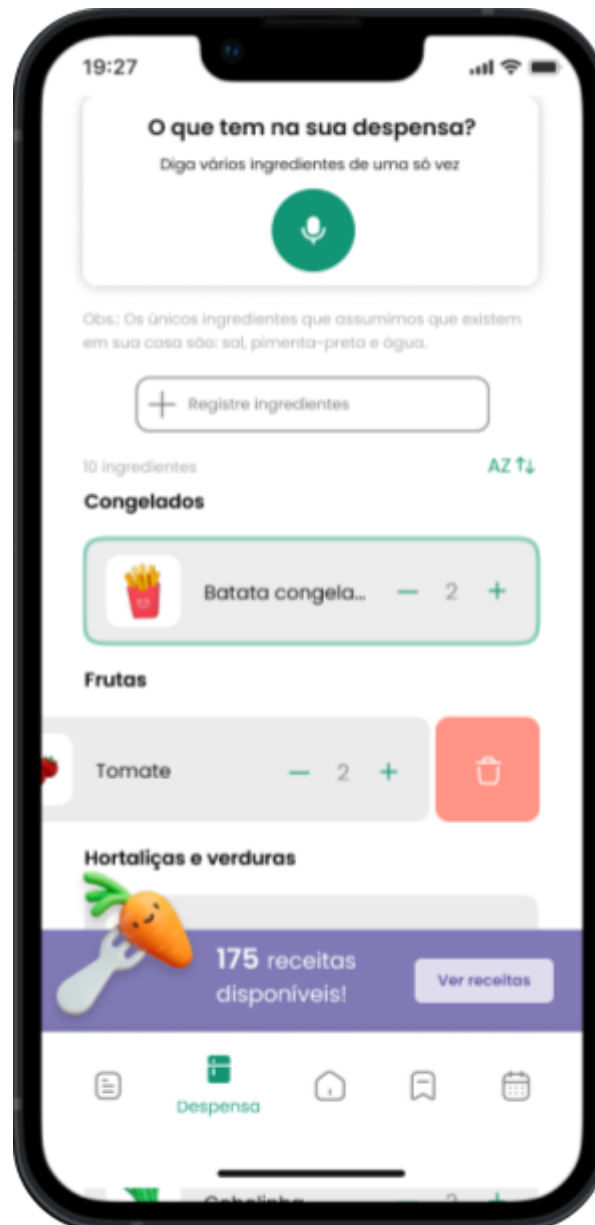 19:27
O que tem na sua despensa?
Diga vários ingredientes de uma só vez
Obs.: Os únicos ingredientes que assumimos que existem
em sua casa são: sal, pimenta-preta e água.
Registre ingredientes
10 ingredientes
AZ
Congelados
Batata congela... — 2 +
Frutas
Tomate — 2 +
Hortaliças e verduras
175 receitas
disponíveis!
Ver receitas
Despensa